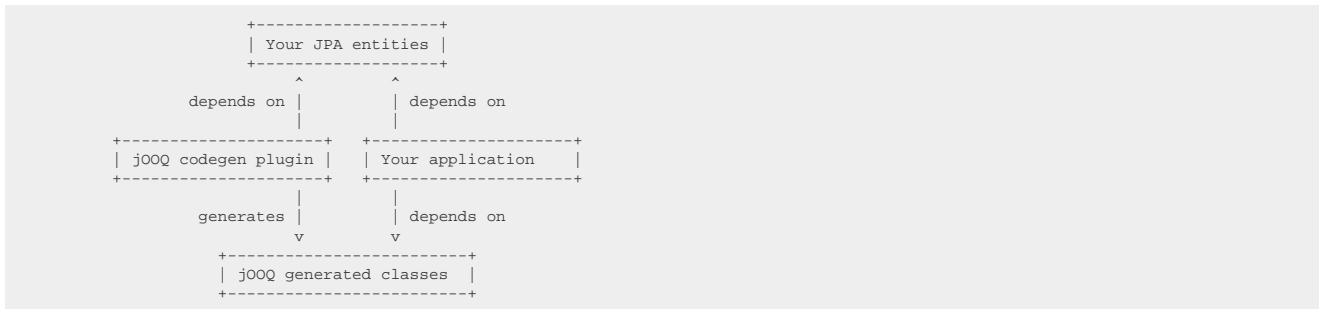 +-------------------+
| Your JPA entities |
+-------------------+
^ ^
depends on | | depends on
| |
+---------------------+ +---------------------+
| jOOQ codegen plugin | | Your application |
+---------------------+ +---------------------+
| |
generates | | depends on
v v
+-------------------------+
| jOOQ generated classes |
+-------------------------+